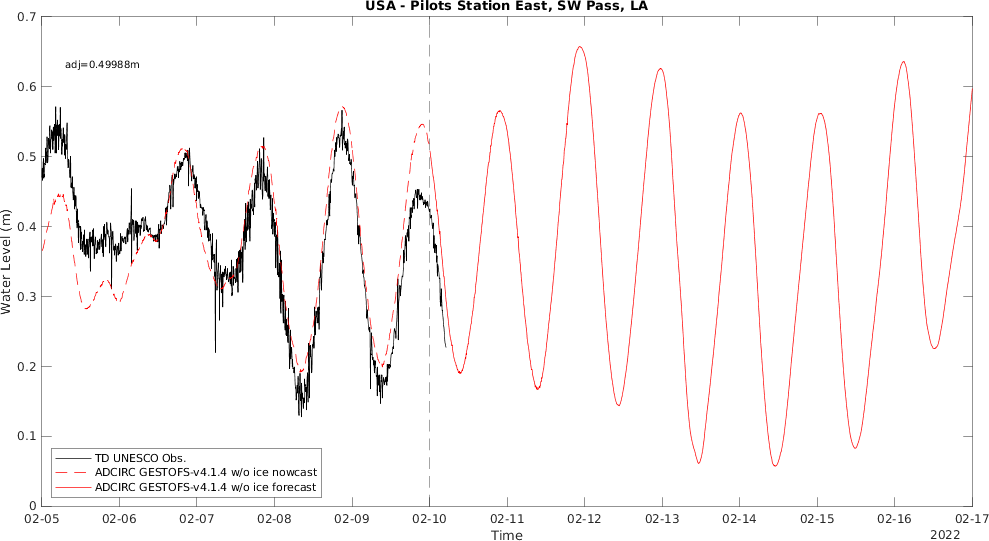 USA - Pilots Station East, SW Pass, LA
0.7
adj=0.49988m
0.6
0.5
0.4
Water Level (m)
0.3
0.2
0.1
TD UNESCO Obs.
ADCIRC GESTOFS-v4.1.4 w/o ice nowcast
ADCIRC GESTOFS-v4.1.4 w/o ice forecast
0
02-05 02-06 02-07 02-08 02-09 02-10 02-11 02-12 02-13 02-14 02-15 02-16 02-17
Time
2022